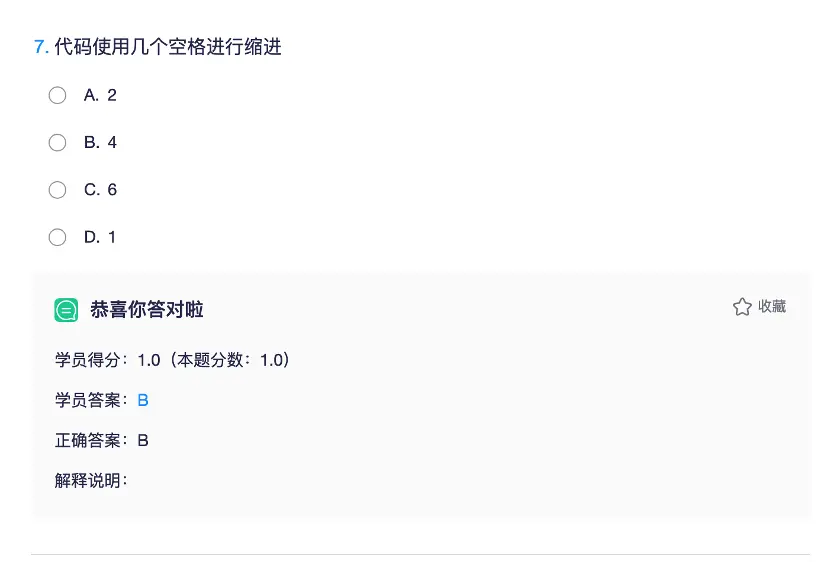 7. 代码使用几个空格进行缩进
A. 2
B. 4
C. 6
D. 1
恭喜你答对啦
收藏
学员得分：1.0（本题分数：1.0）
学员答案：B
正确答案：B
解释说明：